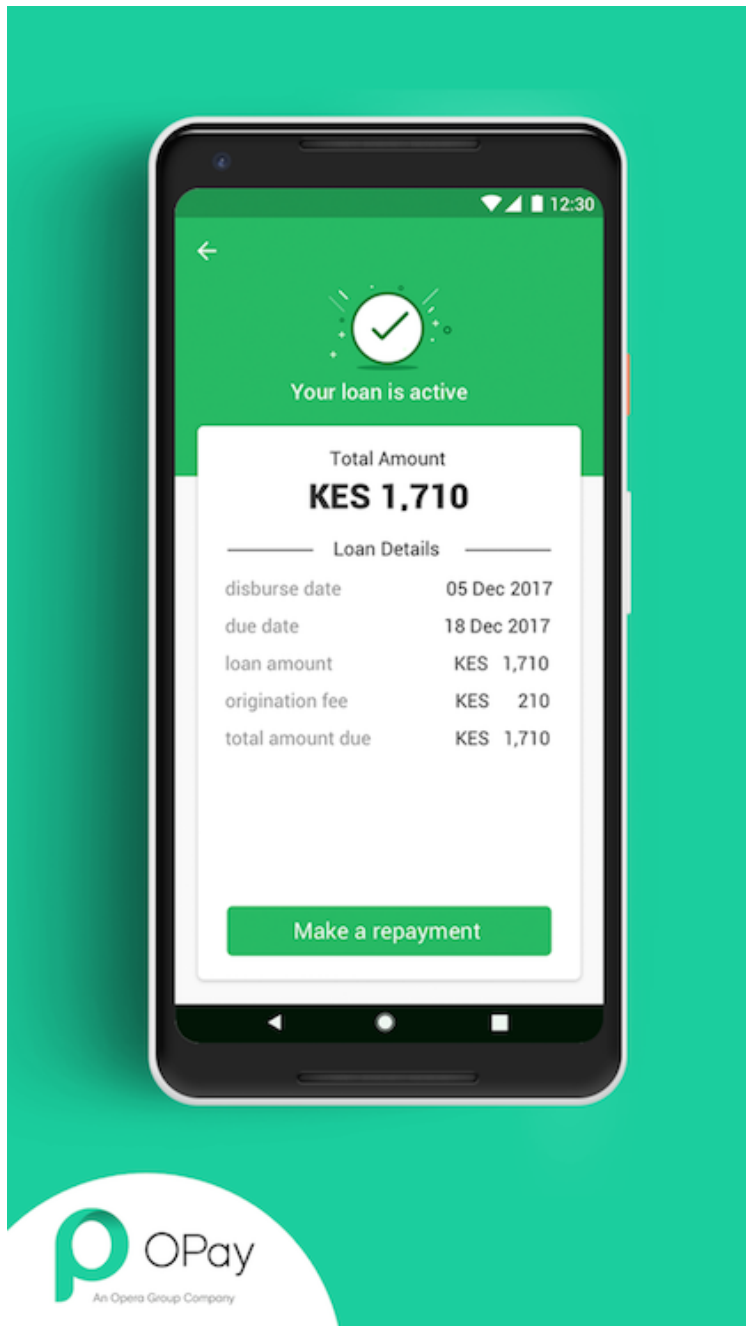 12:30
Your loan is active
Total Amount
KES 1,710
Loan Details
disburse date 05 Dec 2017
due date 18 Dec 2017
loan amount KES 1,710
origination fee KES 210
total amount due KES 1,710
Make a repayment
OPay
An Opera Group Company